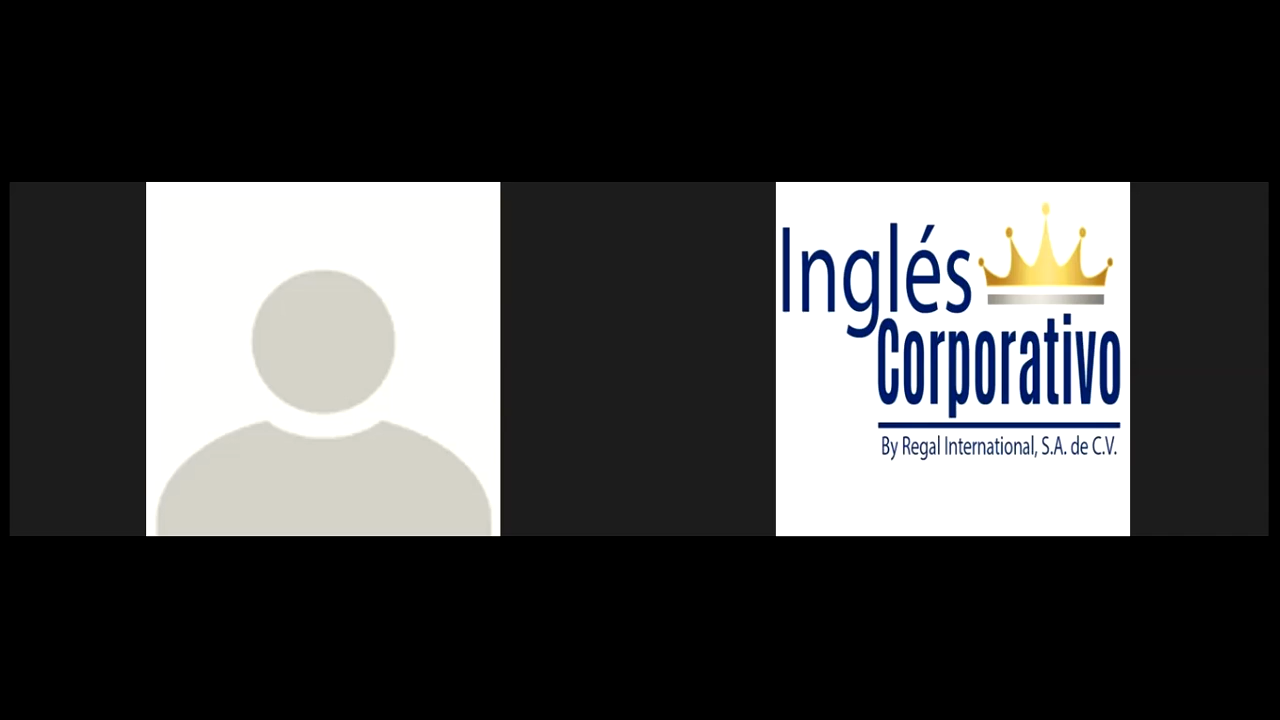 Inglés
Corporativo
By Regal International, S.A. de C.V.